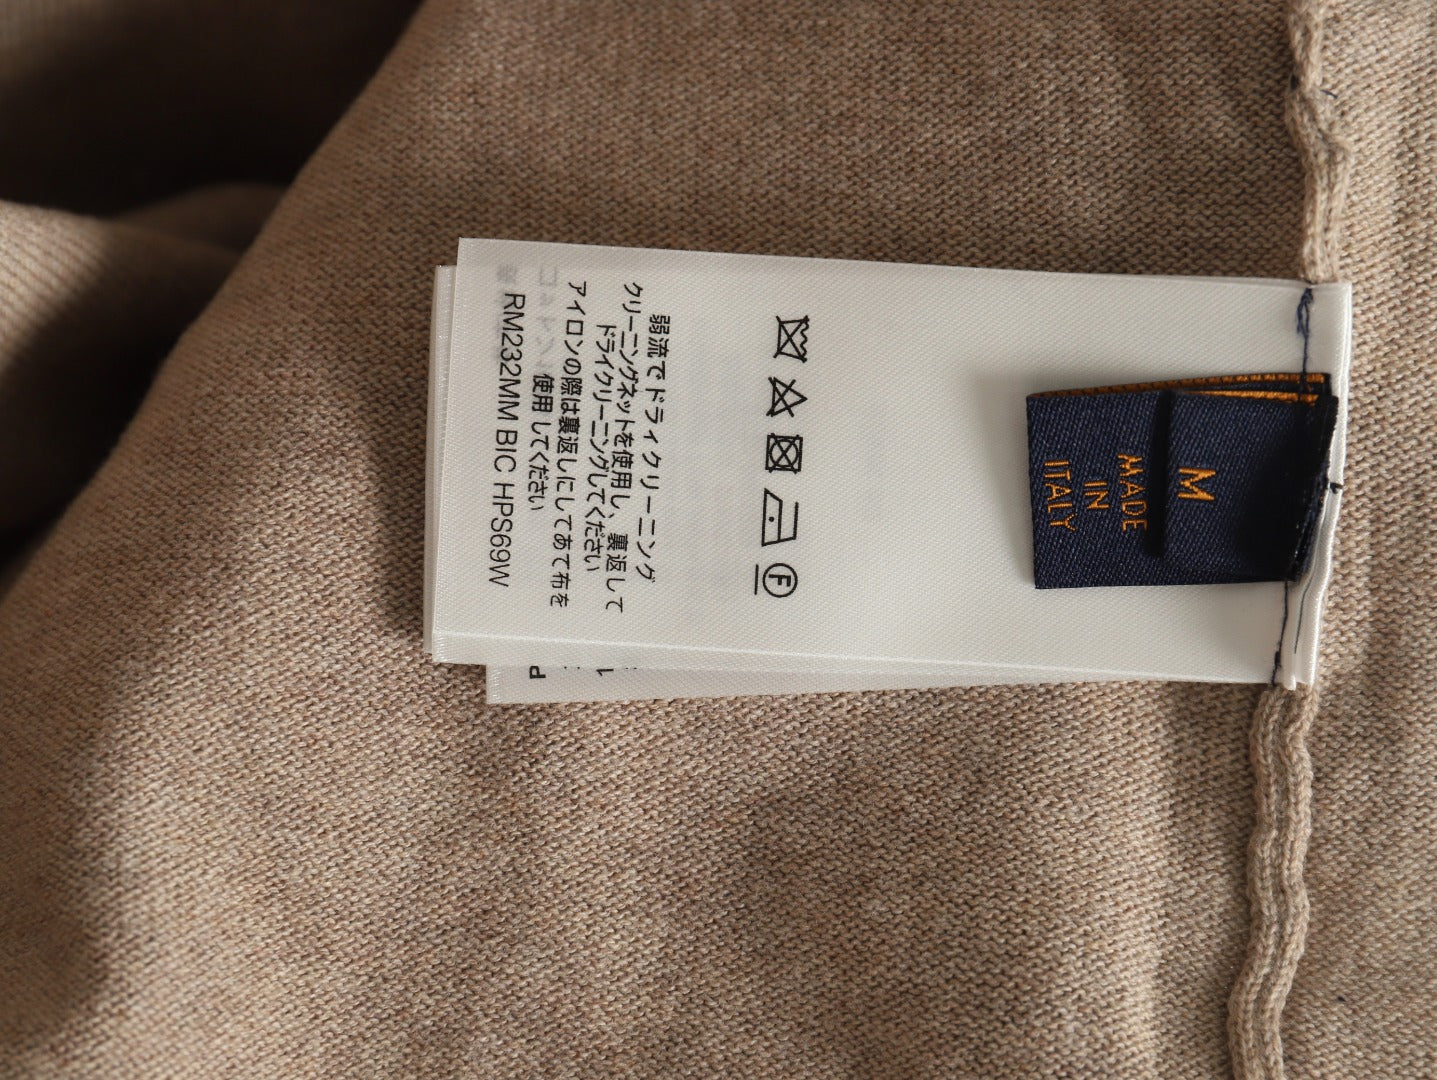 弱流でドライクリーニング
クリーニングネットを使用し、裏返して
ドライクリーニングしてください
アイロンの際は裏返しにしてあて布を
使用してください
RM232MM BIC HPS69W
F
M
MADE
IN
ITALY